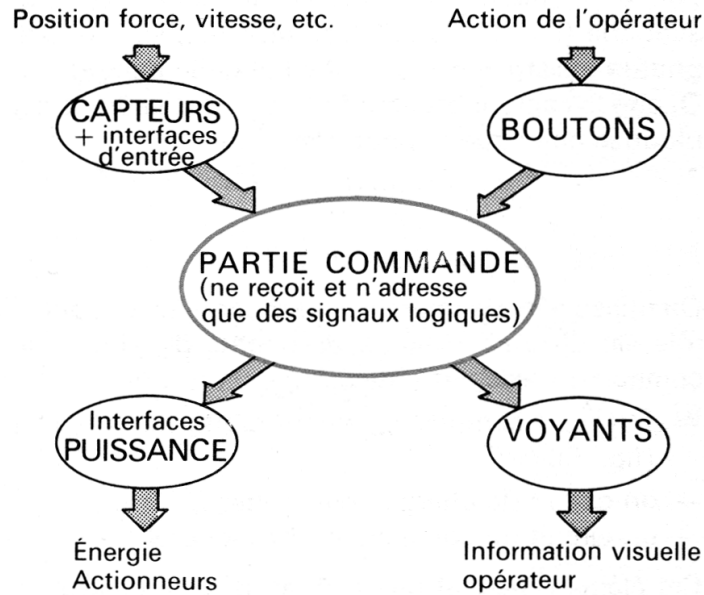 Position force, vitesse, etc.
Action de l'opérateur
CAPTEURS
+ interfaces
d'entrée
BOUTONS
PARTIE COMMANDE
(ne reçoit et n'adresse
que des signaux logiques)
Interfaces
PUISSANCE
VOYANTS
Énergie
Actionneurs
Information visuelle
opérateur